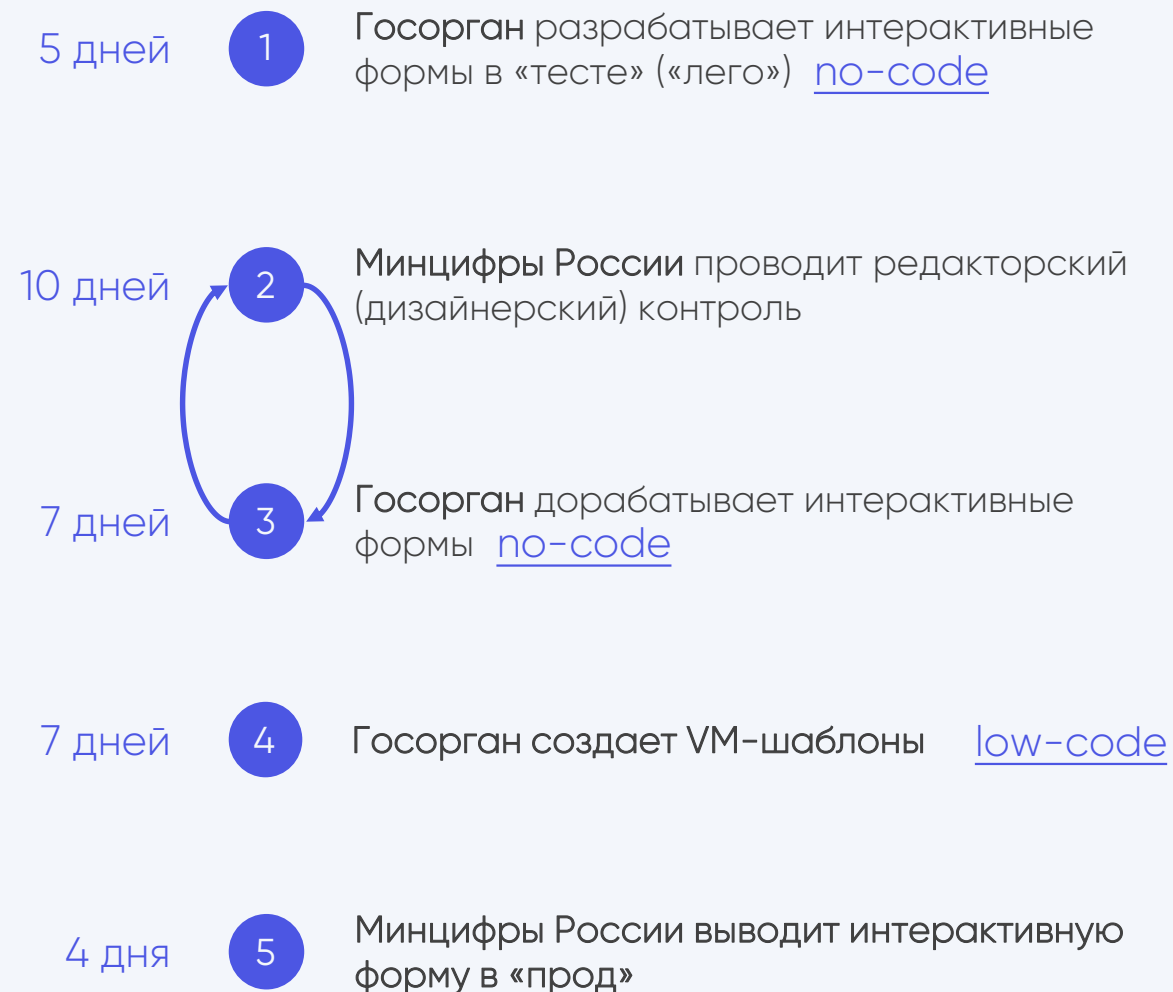 5 дней
1
Госорган разрабатывает интерактивные
формы в «тесте» («лего») no-code
10 дней
2
Минцифры России проводит редакторский
(дизайнерский) контроль
7 дней
3
Госорган дорабатывает интерактивные
формы no-code
7 дней
4
Госорган создает VM-шаблоны low-code
4 дня
5
Минцифры России выводит интерактивную
форму в «прод»